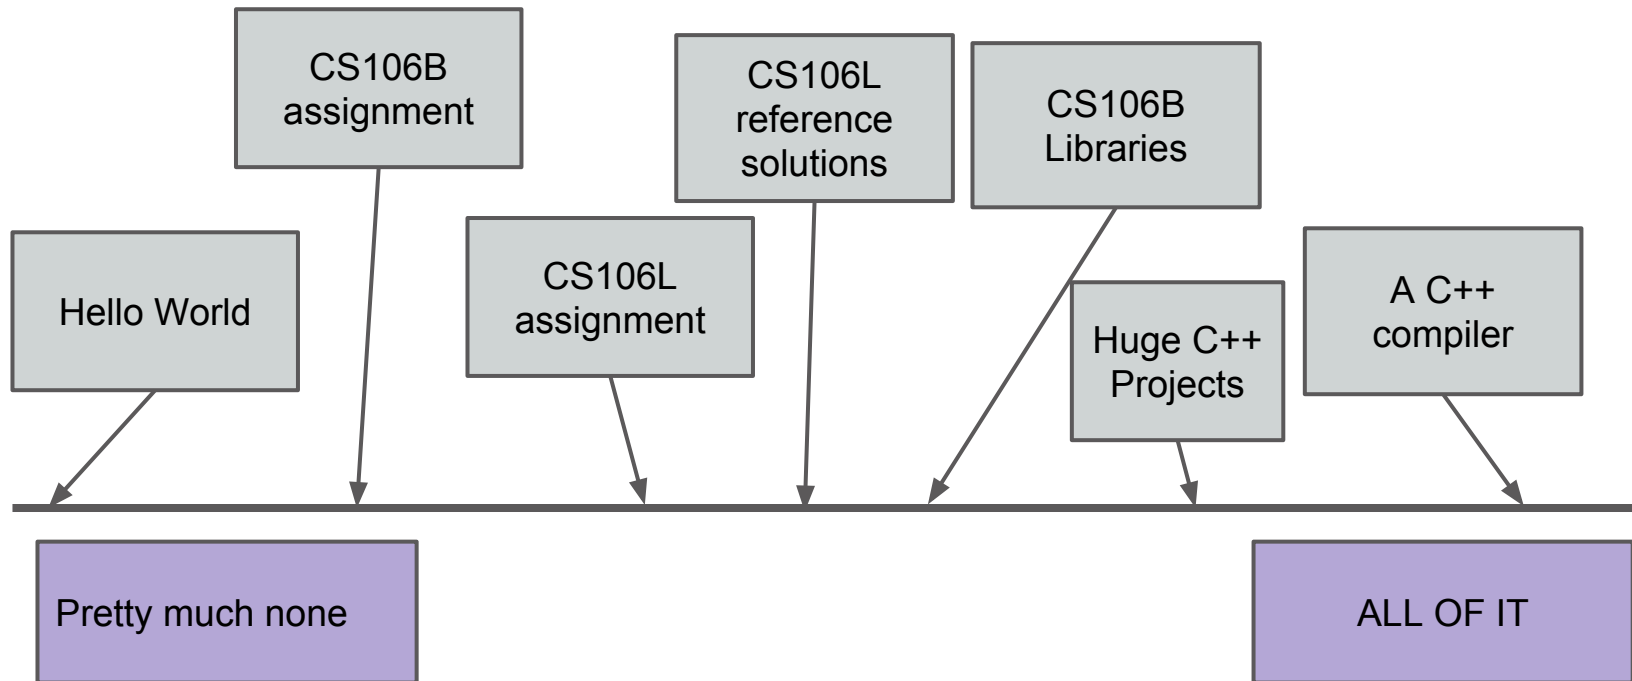 CS106B
assignment
CS106L
reference
solutions
CS106B
Libraries
Hello World
CS106L
assignment
Huge C++
Projects
A C++
compiler
Pretty much none
ALL OF IT